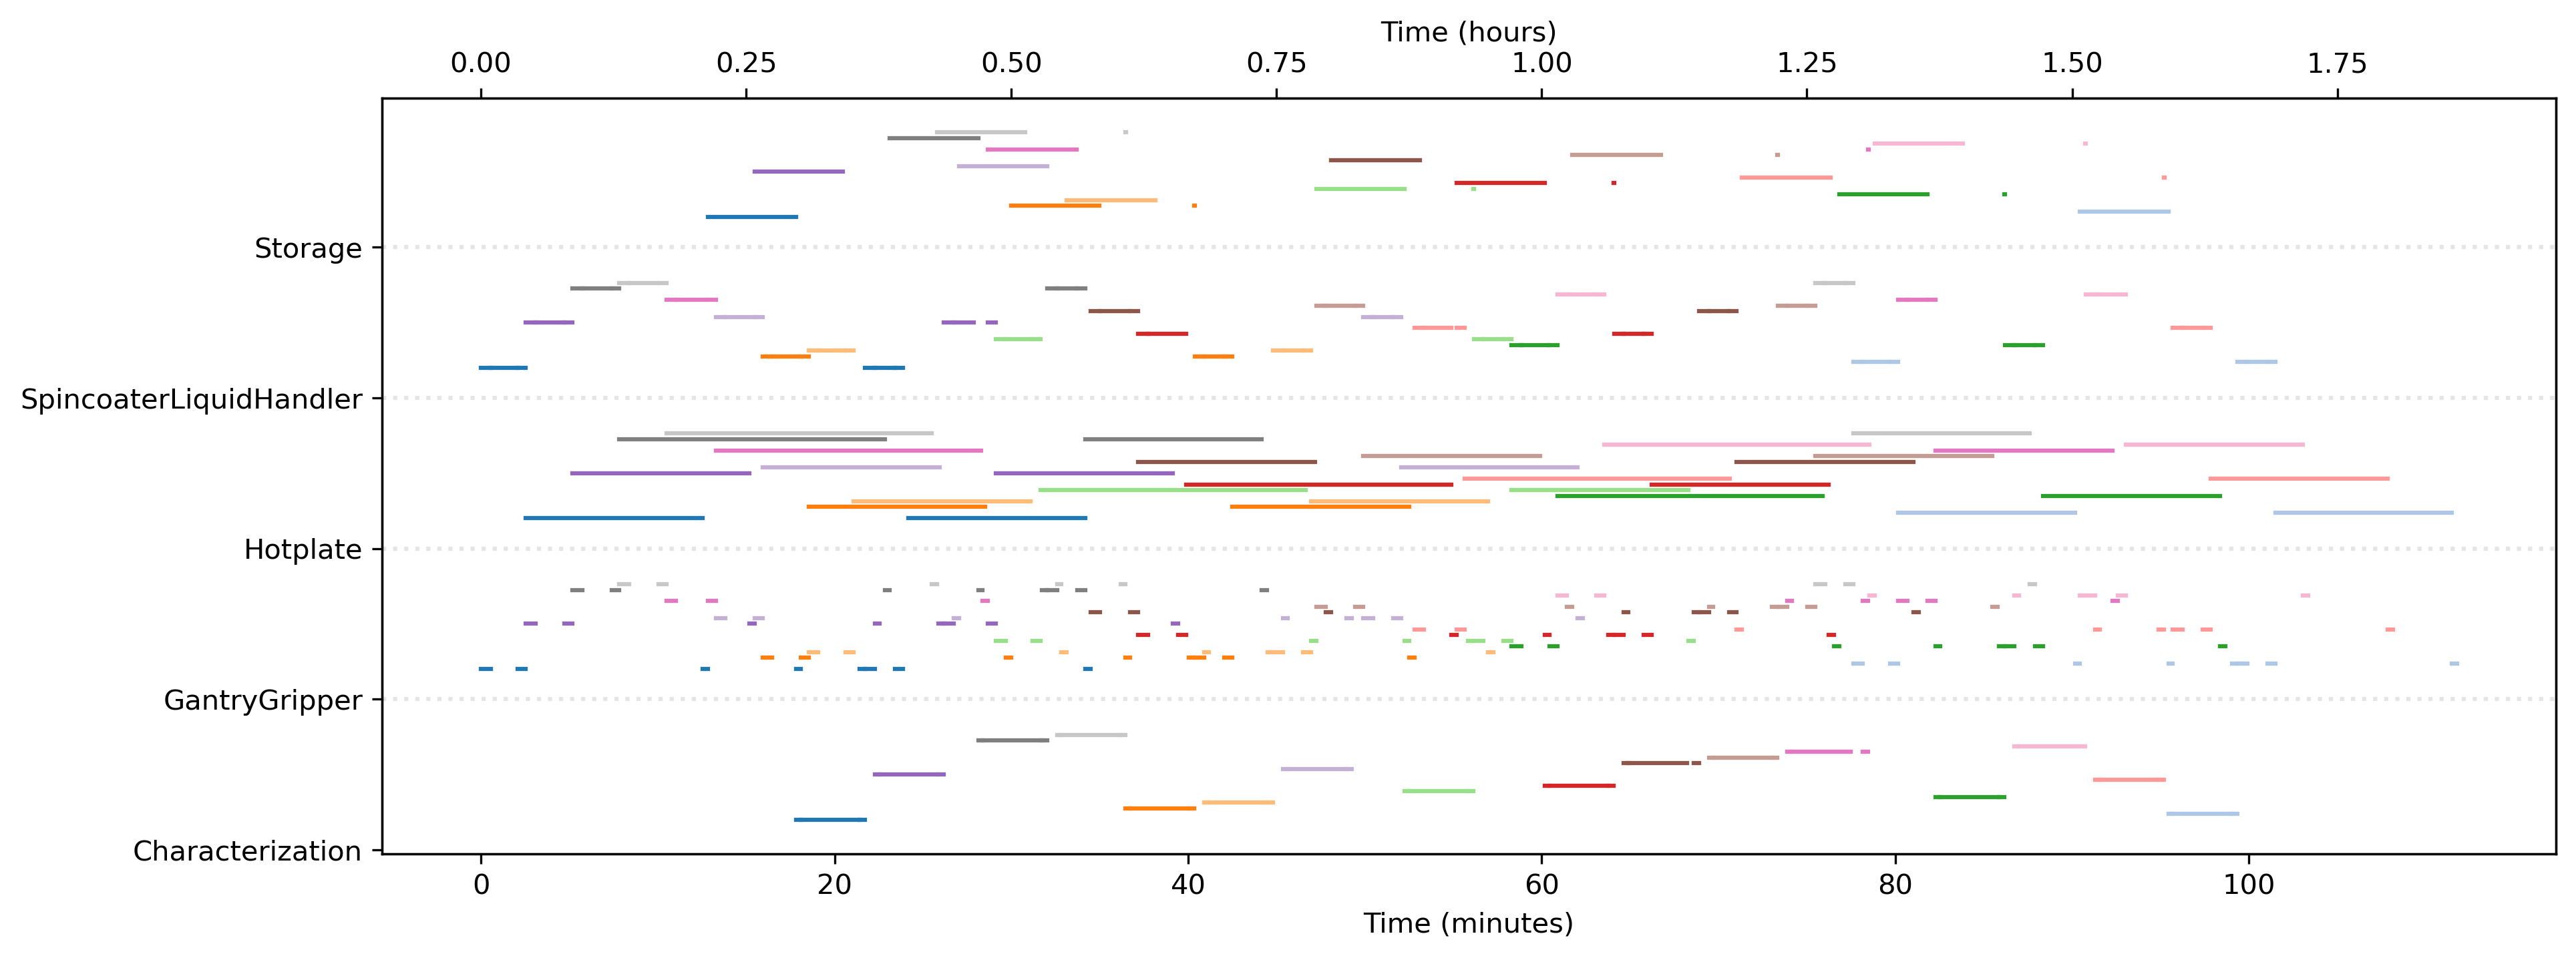 Time (hours)
0.00 0.25 0.50 0.75 1.00 1.25 1.50 1.75
Storage
SpincoaterLiquidHandler
Hotplate
GantryGripper
Characterization
0 20 40 60 80 100
Time (minutes)